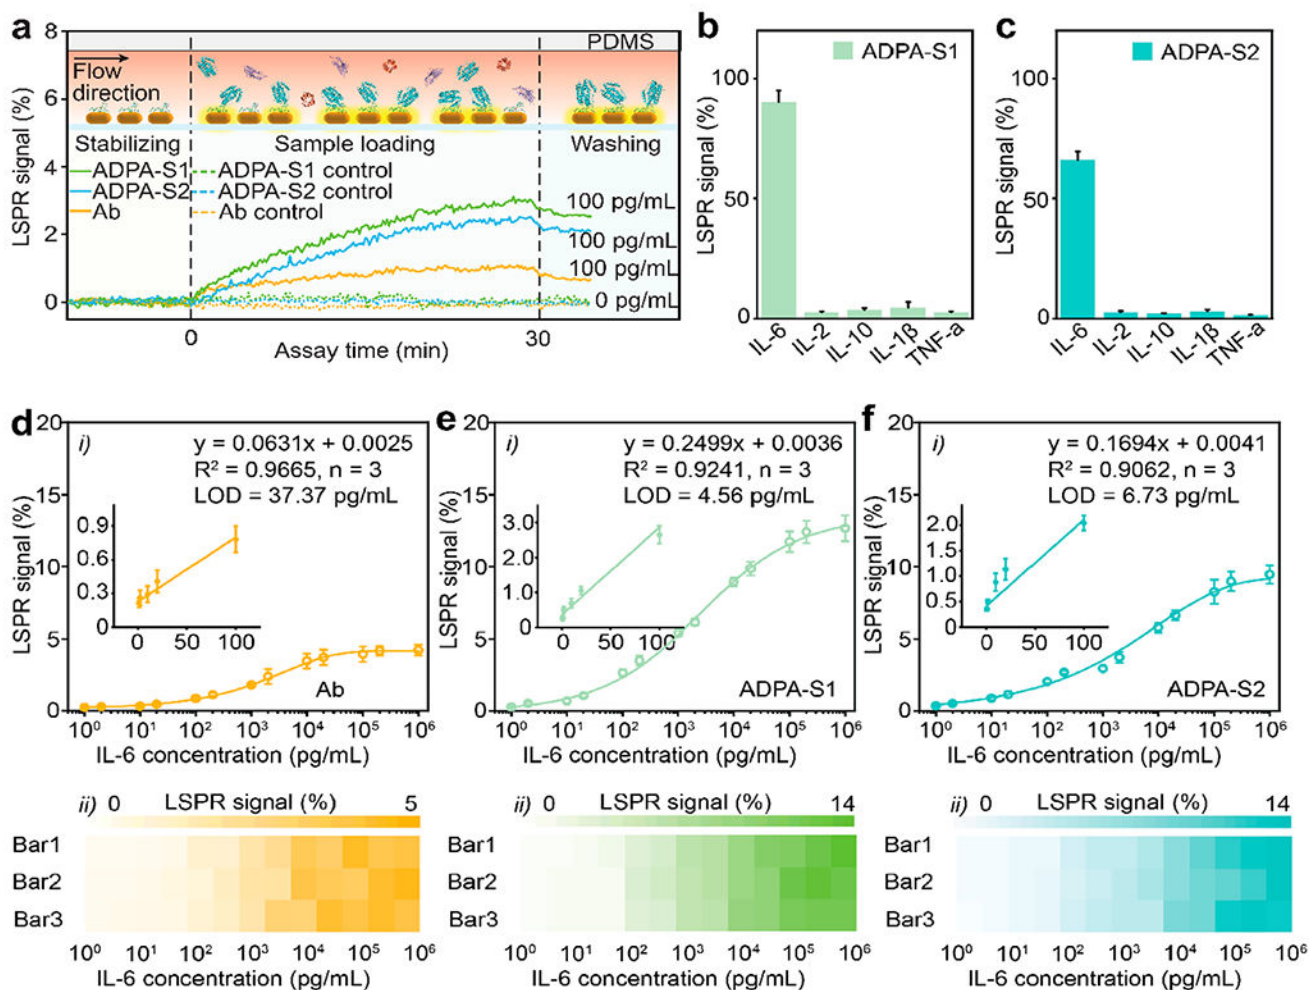 a
LSPR signal (%)
8
6
4
2
0
PDMS
Flow
direction
Stabilizing
Sample loading
Washing
ADPA-S1
ADPA-S1 control
ADPA-S2
ADPA-S2 control
Ab
Ab control
100 pg/mL
100 pg/mL
100 pg/mL
0 pg/mL
0
30
Assay time (min)
b
ADPA-S1
LSPR signal (%)
100
50
0
IL-6
IL-2
IL-10
IL-1β
TNF-a
c
ADPA-S2
LSPR signal (%)
100
50
0
IL-6
IL-2
IL-10
IL-1β
TNF-a
d
i)
y = 0.0631x + 0.0025
R² = 0.9665, n = 3
LOD = 37.37 pg/mL
LSPR signal (%)
20
15
10
5
0
0.9
0.6
0.3
0
0 50 100
Ab
10⁰ 10¹ 10² 10³ 10⁴ 10⁵ 10⁶
IL-6 concentration (pg/mL)
ii) 0 LSPR signal (%) 5
Bar1
Bar2
Bar3
10⁰ 10¹ 10² 10³ 10⁴ 10⁵ 10⁶
IL-6 concentration (pg/mL)
e
i)
y = 0.2499x + 0.0036
R² = 0.9241, n = 3
LOD = 4.56 pg/mL
LSPR signal (%)
20
15
10
5
0
3.0
2.0
1.0
0
0 50 100
ADPA-S1
10⁰ 10¹ 10² 10³ 10⁴ 10⁵ 10⁶
IL-6 concentration (pg/mL)
ii) 0 LSPR signal (%) 14
Bar1
Bar2
Bar3
10⁰ 10¹ 10² 10³ 10⁴ 10⁵ 10⁶
IL-6 concentration (pg/mL)
f
i)
y = 0.1694x + 0.0041
R² = 0.9062, n = 3
LOD = 6.73 pg/mL
LSPR signal (%)
20
15
10
5
0
2.0
1.5
1.0
0.5
0
0 50 100
ADPA-S2
10⁰ 10¹ 10² 10³ 10⁴ 10⁵ 10⁶
IL-6 concentration (pg/mL)
ii) 0 LSPR signal (%) 14
Bar1
Bar2
Bar3
10⁰ 10¹ 10² 10³ 10⁴ 10⁵ 10⁶
IL-6 concentration (pg/mL)